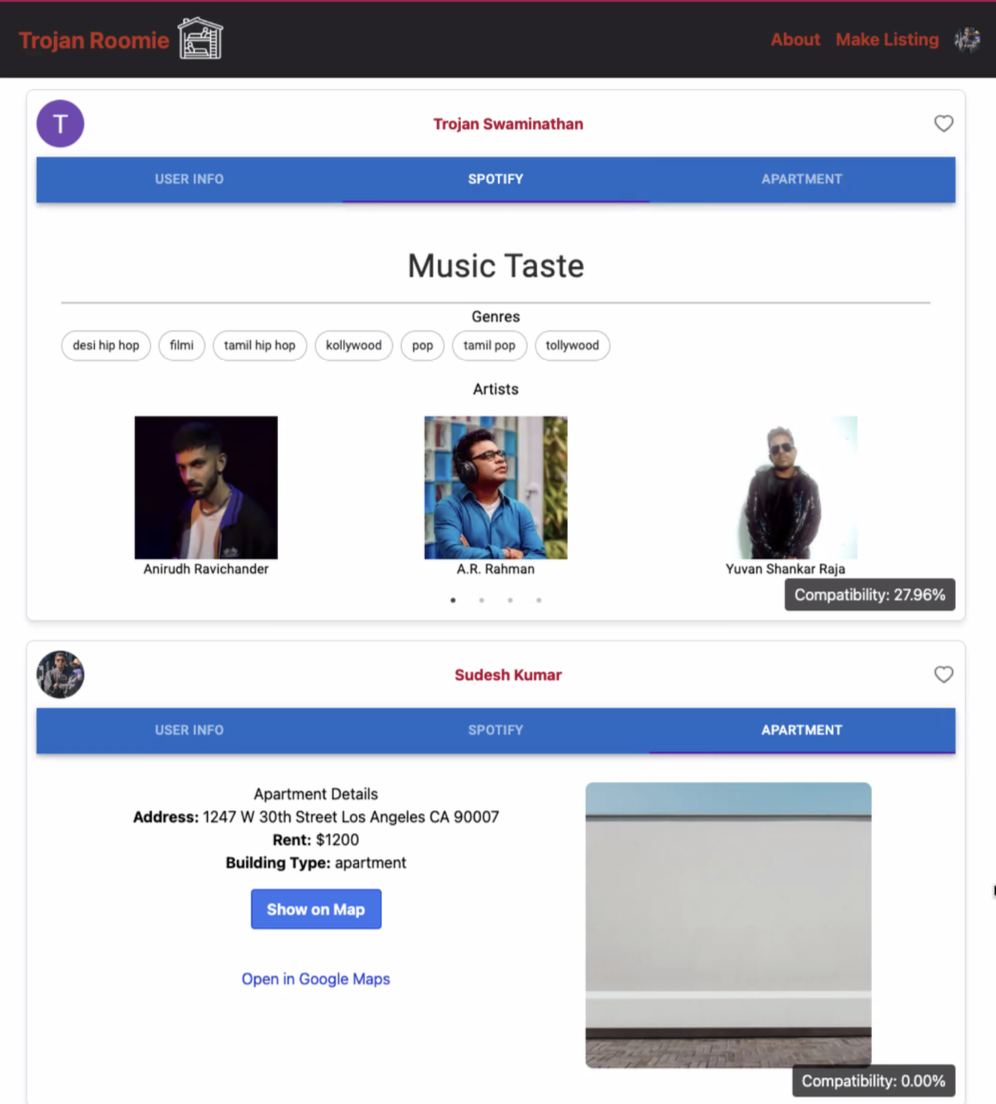 Trojan Roomie
About Make Listing
T
Trojan Swaminathan
USER INFO SPOTIFY APARTMENT
Music Taste
Genres
desi hip hop filmi tamil hip hop kollywood pop tamil pop tollywood
Artists
Anirudh Ravichander A.R. Rahman Yuvan Shankar Raja
Compatibility: 27.96%
Sudesh Kumar
USER INFO SPOTIFY APARTMENT
Apartment Details
Address: 1247 W 30th Street Los Angeles CA 90007
Rent: $1200
Building Type: apartment
Show on Map
Open in Google Maps
Compatibility: 0.00%